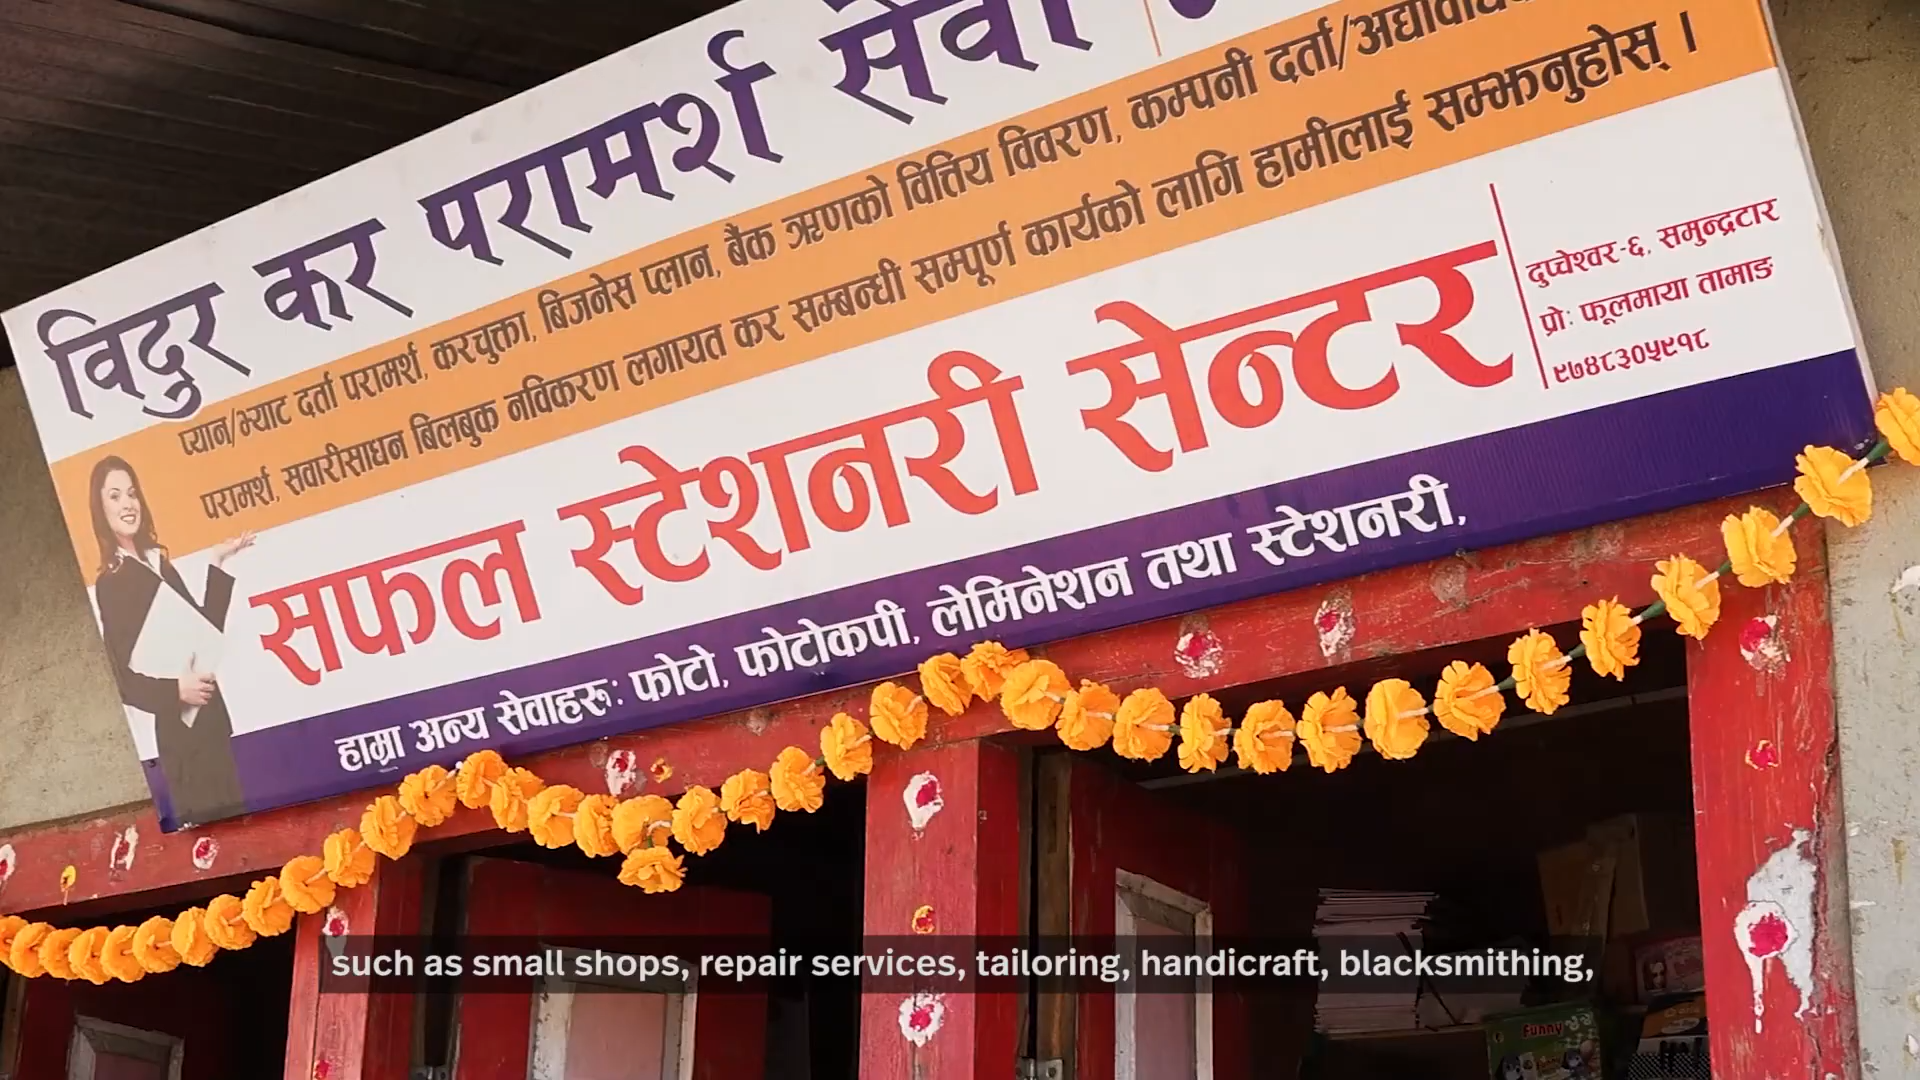 विदुर कर परामर्श सेवा
प्यान/भ्याट दर्ता परामर्श, करचुक्ता, बिजनेस प्लान, बैंक ऋणको वित्तिय विवरण, कम्पनी दर्ता/अद्यावधिक
परामर्श, सवारीसाधन बिलबुक नविकरण लगायत कर सम्बन्धी सम्पूर्ण कार्यको लागि हामीलाई सम्झनुहोस् ।
सफल स्टेशनरी सेन्टर
दुप्चेश्वर-६, समुन्द्रटार
प्रो: फूलमाया तामाङ
९७४८३०५९१८
हाम्रा अन्य सेवाहरू: फोटो, फोटोकपी, लेमिनेशन तथा स्टेशनरी,
such as small shops, repair services, tailoring, handicraft, blacksmithing,
Funny